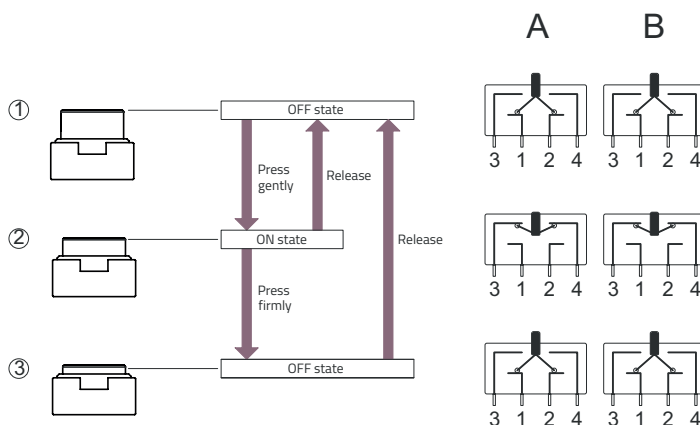 A B
① OFF state
3 1 2 4 3 1 2 4
Press
gently
Release
② ON state
Release
3 1 2 4 3 1 2 4
Press
firmly
③ OFF state
3 1 2 4 3 1 2 4